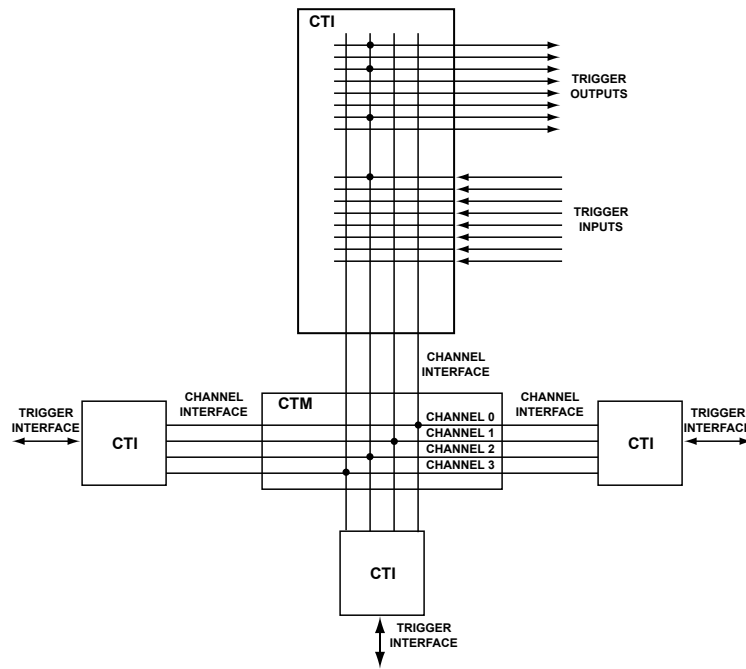 CTI
TRIGGER
OUTPUTS
TRIGGER
INPUTS
CHANNEL
INTERFACE
CHANNEL
INTERFACE
CTM
CHANNEL 0
CHANNEL 1
CHANNEL 2
CHANNEL 3
CHANNEL
INTERFACE
TRIGGER
INTERFACE
CTI
CTI
TRIGGER
INTERFACE
CTI
TRIGGER
INTERFACE